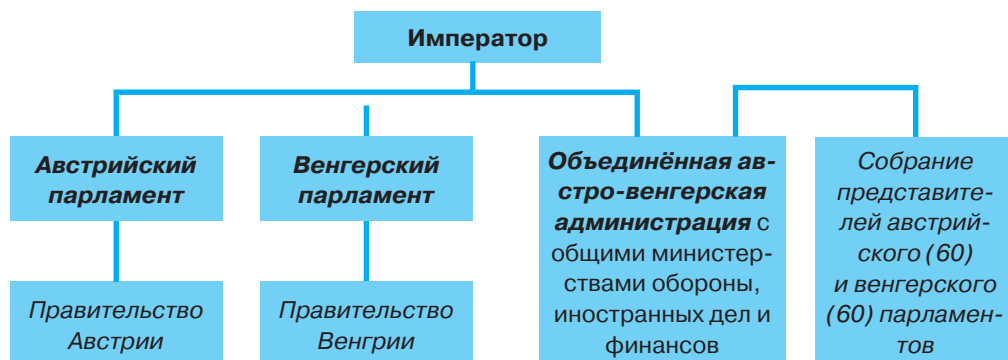 Император
Австрийский
парламент
Венгерский
парламент
Объединённая ав-
стро-венгерская
администрация с
общими министер-
ствами обороны,
иностранных дел и
финансов
Собрание
представите-
лей австрий-
ского (60)
и венгерского
(60) парламен-
тов
Правительство
Австрии
Правительство
Венгрии